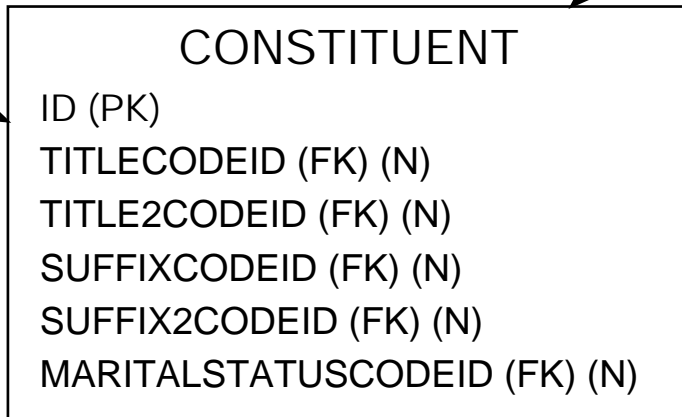 CONSTITUENT
ID (PK)
TITLECODEID (FK) (N)
TITLE2CODEID (FK) (N)
SUFFIXCODEID (FK) (N)
SUFFIX2CODEID (FK) (N)
MARITALSTATUSCODEID (FK) (N)